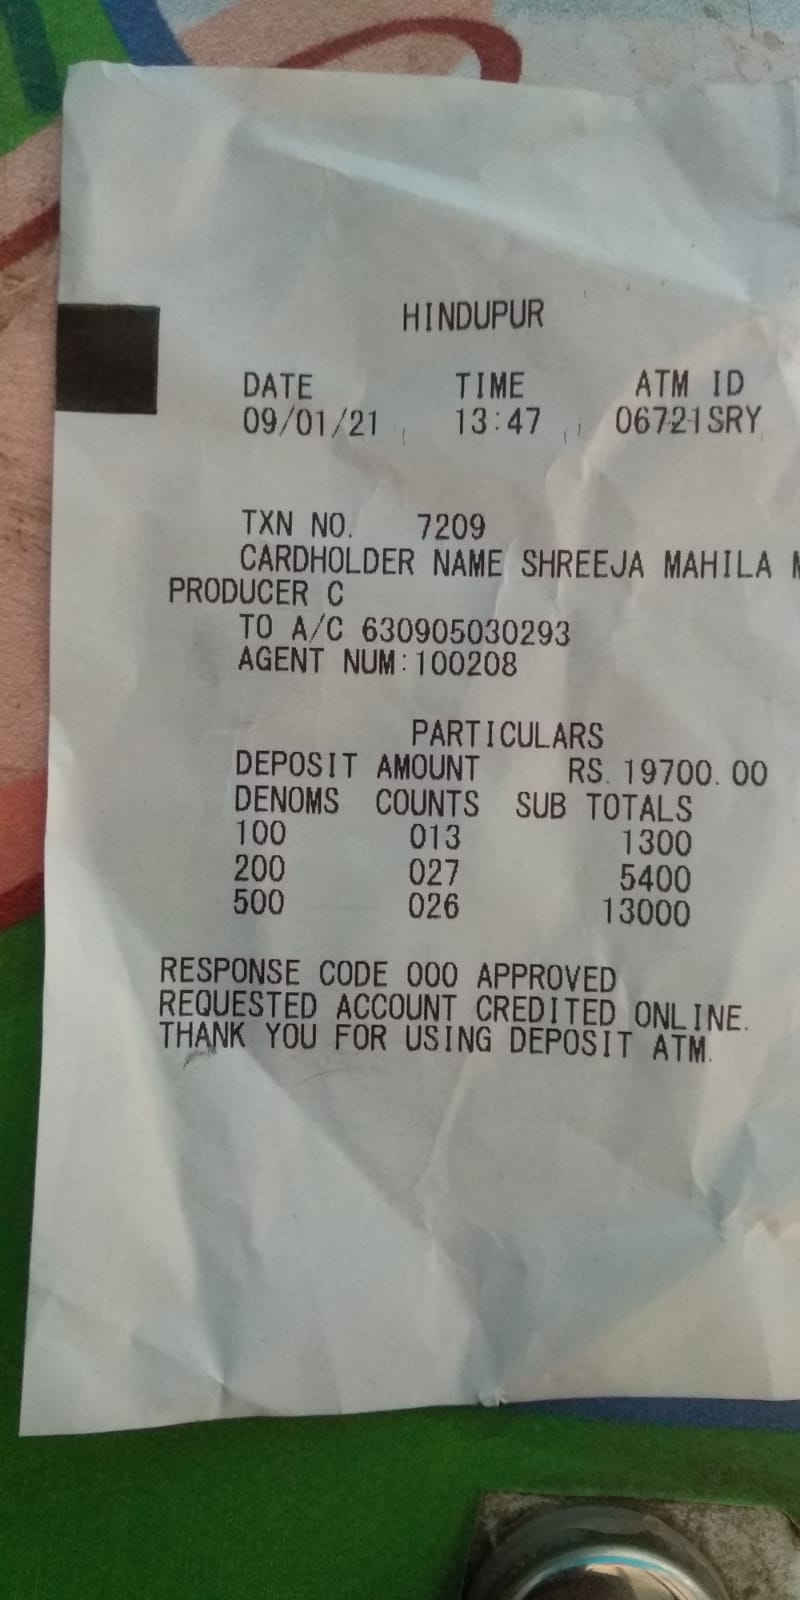 HINDUPUR
DATE TIME ATM ID
09/01/21 13:47 06721SRY
TXN NO. 7209
CARDHOLDER NAME SHREEJA MAHILA
PRODUCER C
TO A/C 630905030293
AGENT NUM:100208
PARTICULARS
DEPOSIT AMOUNT RS. 19700.00
DENOMS COUNTS SUB TOTALS
100 013 1300
200 027 5400
500 026 13000
RESPONSE CODE 000 APPROVED
REQUESTED ACCOUNT CREDITED ONLINE.
THANK YOU FOR USING DEPOSIT ATM.